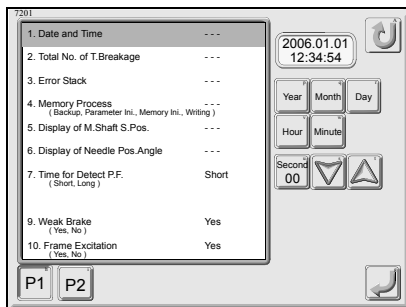 7201
1. Date and Time - - -
2. Total No. of T.Breakage - - -
3. Error Stack - - -
4. Memory Process - - -
( Backup, Parameter Ini., Memory Ini., Writing )
5. Display of M.Shaft S.Pos. - - -
6. Display of Needle Pos.Angle - - -
7. Time for Detect P.F. Short
( Short, Long )
9. Weak Brake Yes
( Yes, No )
10. Frame Excitation Yes
( Yes, No )
2006.01.01
12:34:54
Year Month Day
Hour Minute
Second
00
P1 P2